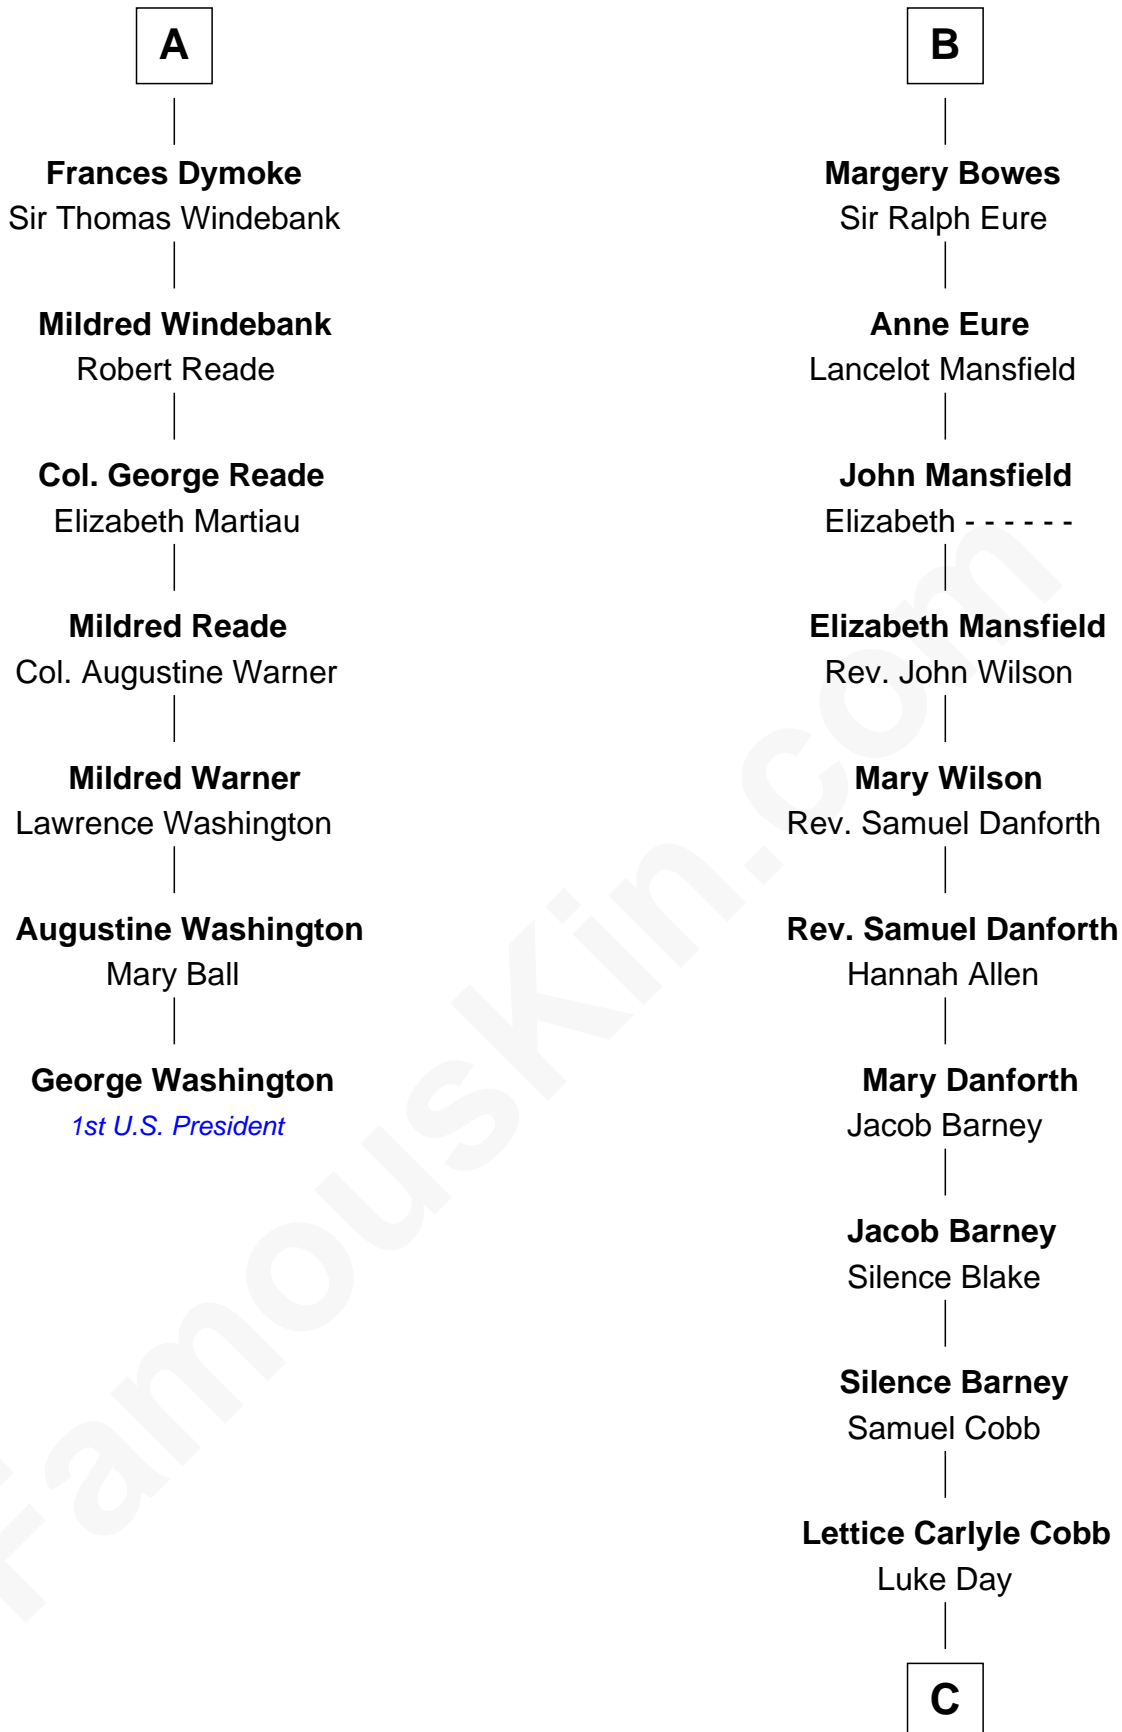 A
Frances Dymoke
Sir Thomas Windebank
Mildred Windebank
Robert Reade
Col. George Reade
Elizabeth Martiau
Mildred Reade
Col. Augustine Warner
Mildred Warner
Lawrence Washington
Augustine Washington
Mary Ball
George Washington
1st U.S. President
B
Margery Bowes
Sir Ralph Eure
Anne Eure
Lancelot Mansfield
John Mansfield
Elizabeth - - - - - -
Elizabeth Mansfield
Rev. John Wilson
Mary Wilson
Rev. Samuel Danforth
Rev. Samuel Danforth
Hannah Allen
Mary Danforth
Jacob Barney
Jacob Barney
Silence Blake
Silence Barney
Samuel Cobb
Lettice Carlyle Cobb
Luke Day
C
FamousKin.com